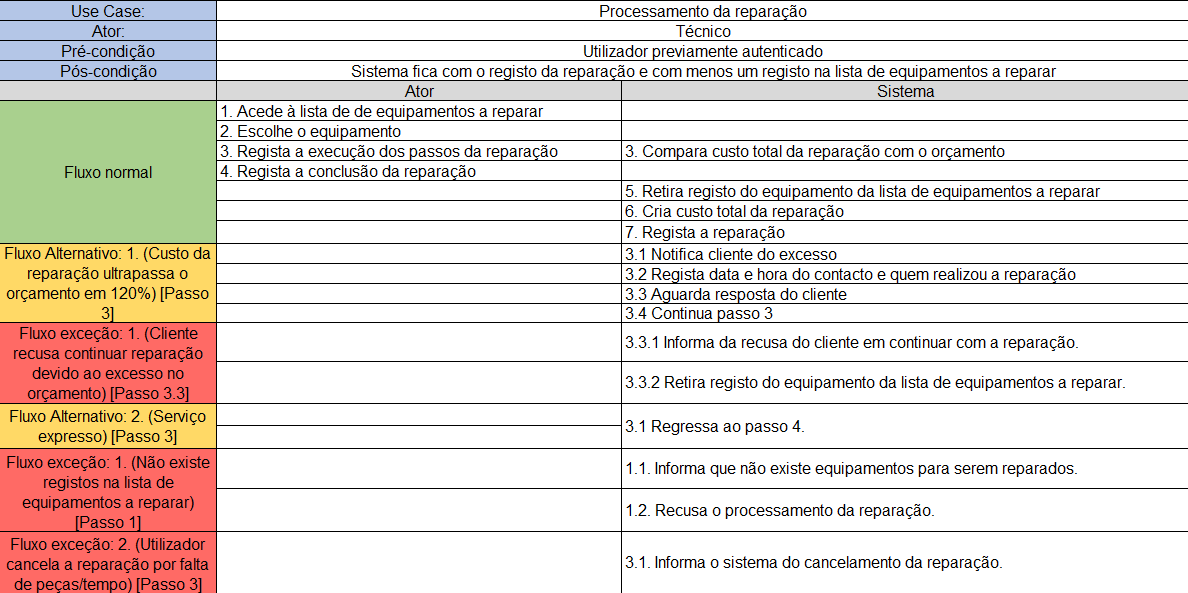 Use Case:
Processamento da reparação
Ator:
Técnico
Pré-condição
Utilizador previamente autenticado
Pós-condição
Sistema fica com o registo da reparação e com menos um registo na lista de equipamentos a reparar
Ator
Sistema
Fluxo normal
1. Acede à lista de de equipamentos a reparar
2. Escolhe o equipamento
3. Regista a execução dos passos da reparação
3. Compara custo total da reparação com o orçamento
4. Regista a conclusão da reparação
5. Retira registo do equipamento da lista de equipamentos a reparar
6. Cria custo total da reparação
7. Regista a reparação
Fluxo Alternativo: 1. (Custo da
reparação ultrapassa o
orçamento em 120%) [Passo
3]
3.1 Notifica cliente do excesso
3.2 Regista data e hora do contacto e quem realizou a reparação
3.3 Aguarda resposta do cliente
3.4 Continua passo 3
Fluxo exceção: 1. (Cliente
recusa continuar reparação
devido ao excesso no
orçamento) [Passo 3.3]
3.3.1 Informa da recusa do cliente em continuar com a reparação.
3.3.2 Retira registo do equipamento da lista de equipamentos a reparar.
Fluxo Alternativo: 2. (Serviço
expresso) [Passo 3]
3.1 Regressa ao passo 4.
Fluxo exceção: 1. (Não existe
registos na lista de
equipamentos a reparar)
[Passo 1]
1.1. Informa que não existe equipamentos para serem reparados.
1.2. Recusa o processamento da reparação.
Fluxo exceção: 2. (Utilizador
cancela a reparação por falta
de peças/tempo) [Passo 3]
3.1. Informa o sistema do cancelamento da reparação.